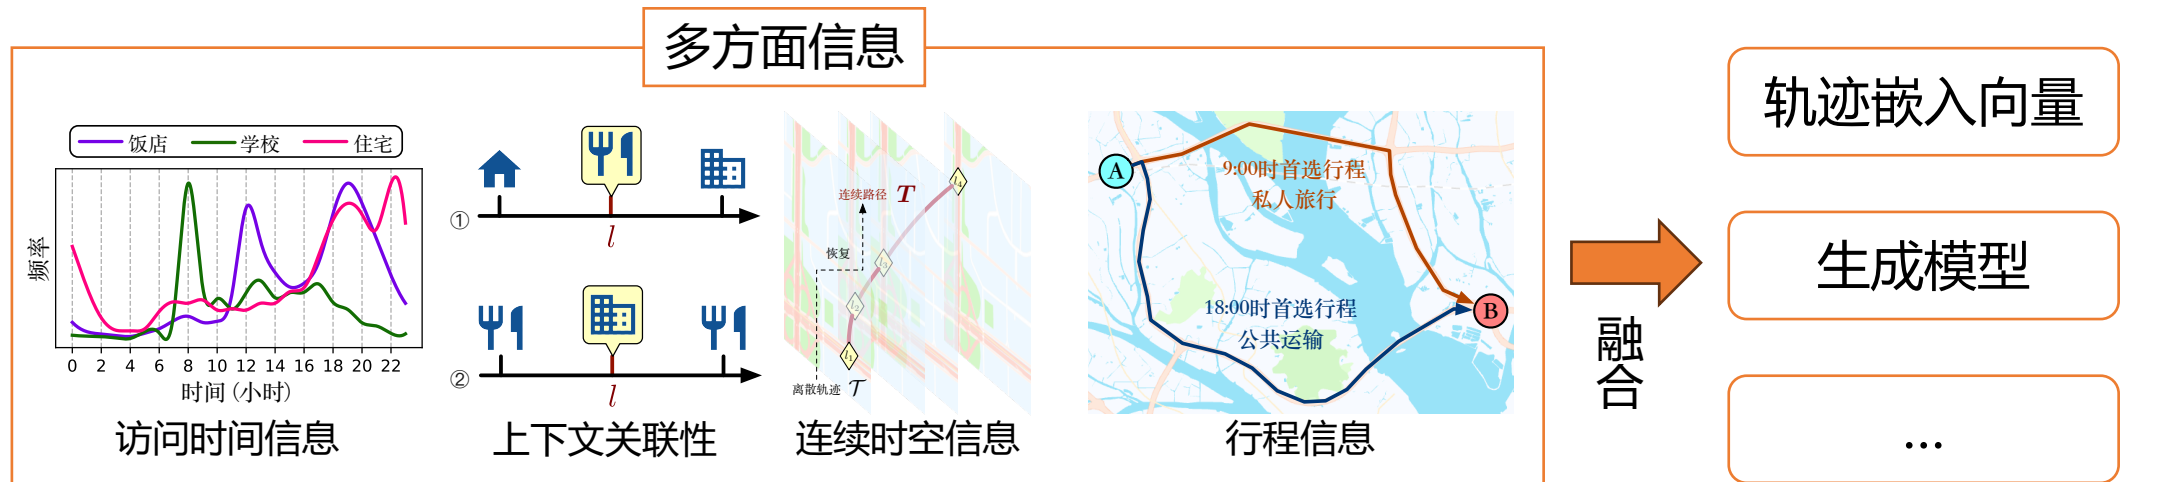 多方面信息
饭店 学校 住宅
频率
0 2 4 6 8 10 12 14 16 18 20 22
时间 (小时)
访问时间信息
①
l
②
l
上下文关联性
连续路径 T
恢复
l4
l3
l2
l1
离散轨迹 𝒯
连续时空信息
A
9:00时首选行程
私人旅行
18:00时首选行程
公共运输
B
行程信息
融合
轨迹嵌入向量
生成模型
...